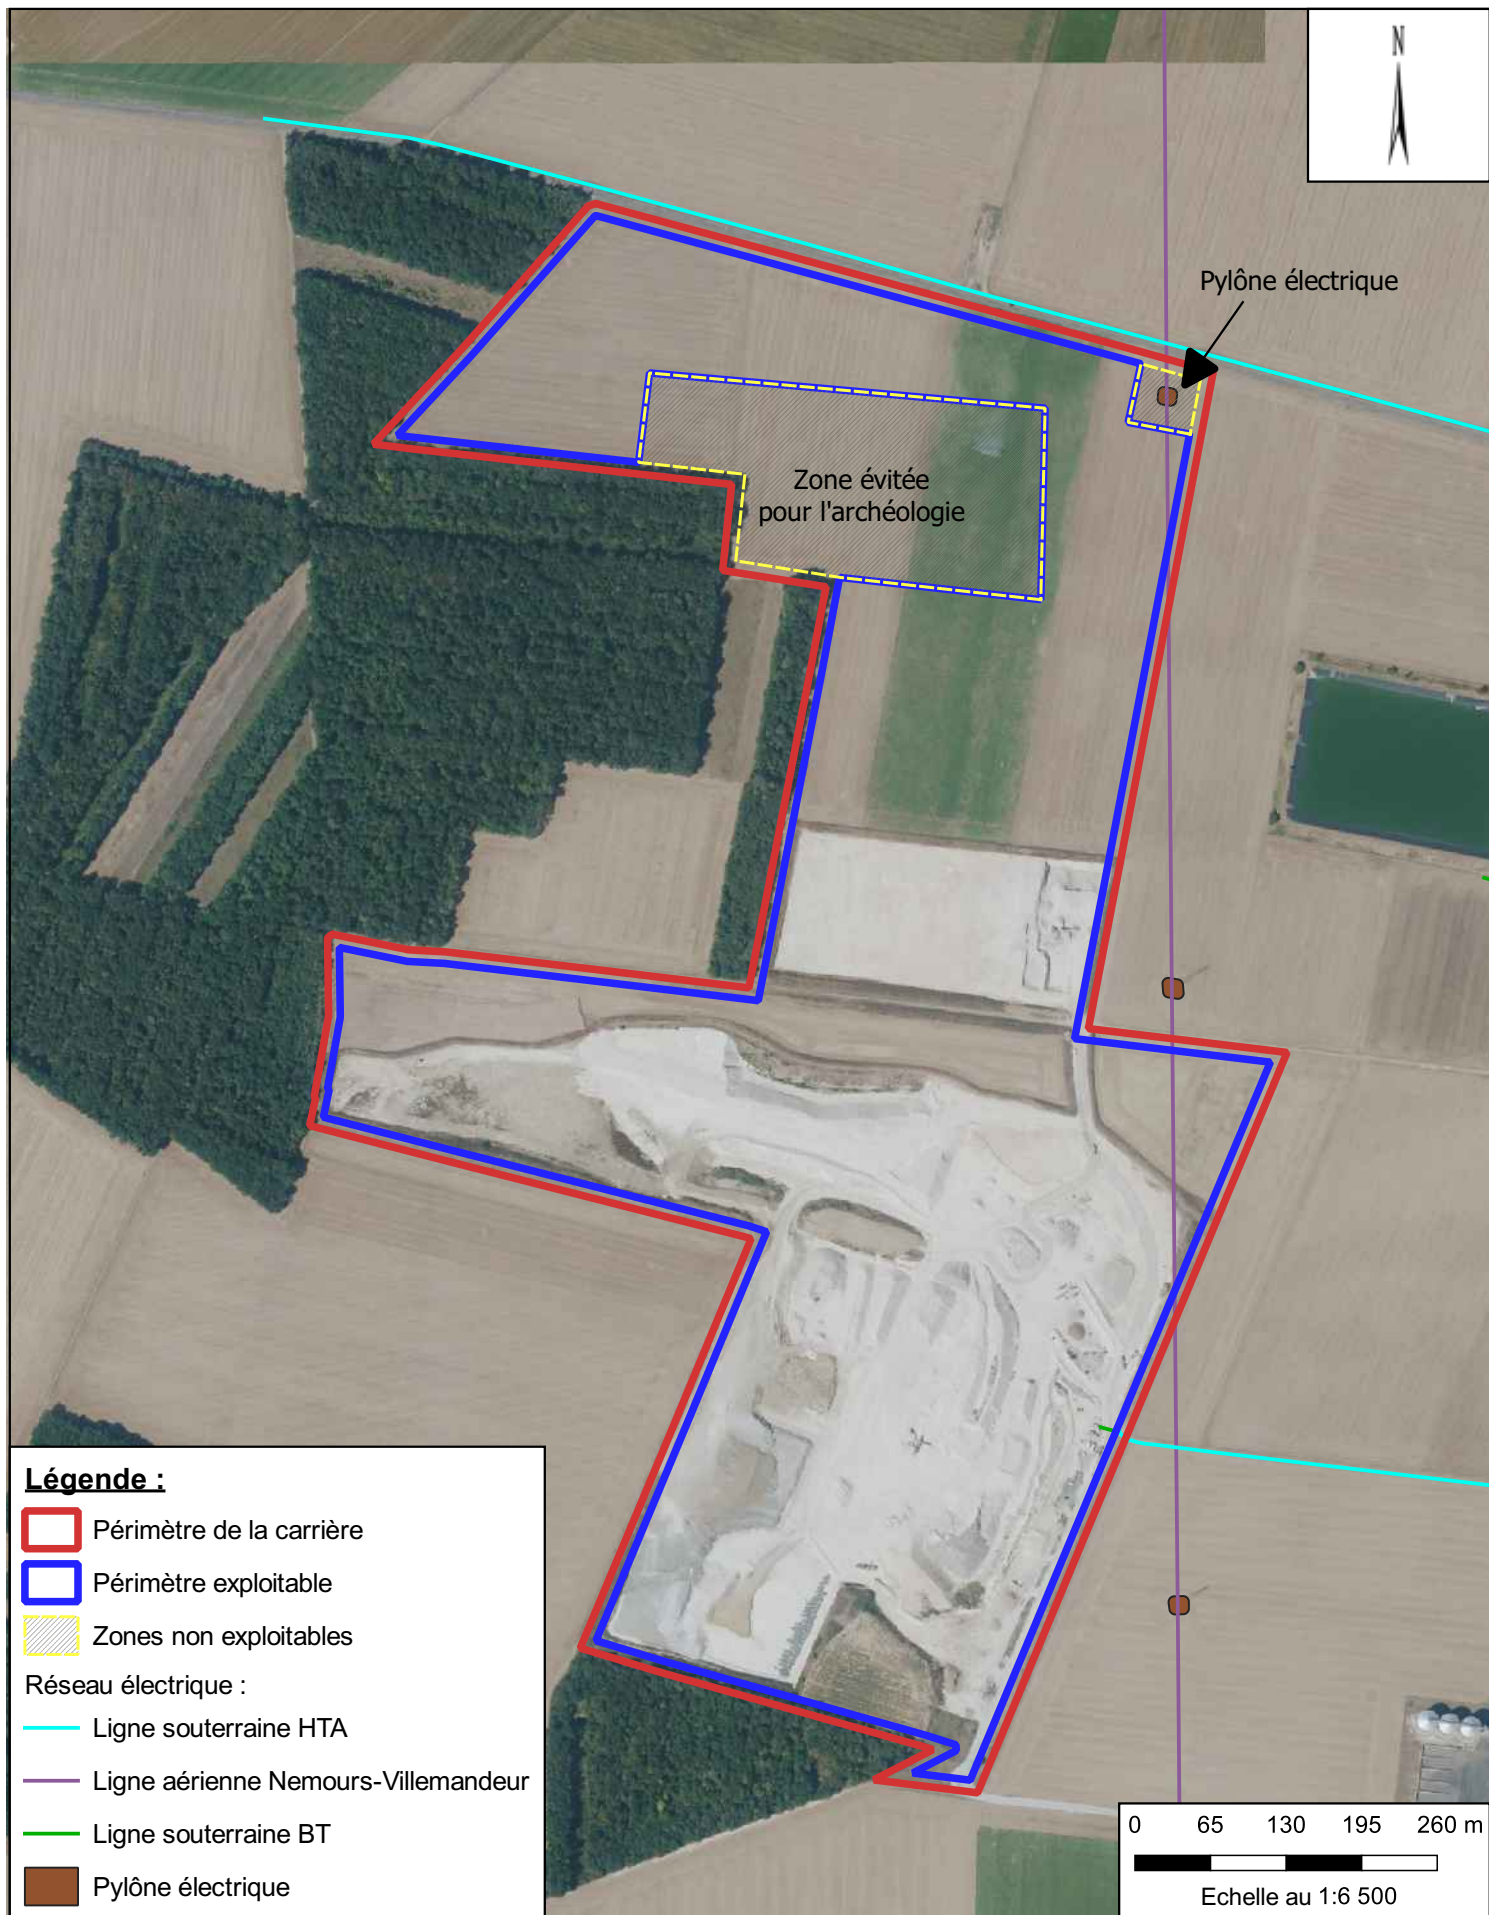 N
Pylône électrique
Zone évitée
pour l'archéologie
Légende :
Périmètre de la carrière
Périmètre exploitable
Zones non exploitables
Réseau électrique :
Ligne souterraine HTA
Ligne aérienne Nemours-Villemandeur
Ligne souterraine BT
Pylône électrique
0 65 130 195 260 m
Echelle au 1:6 500